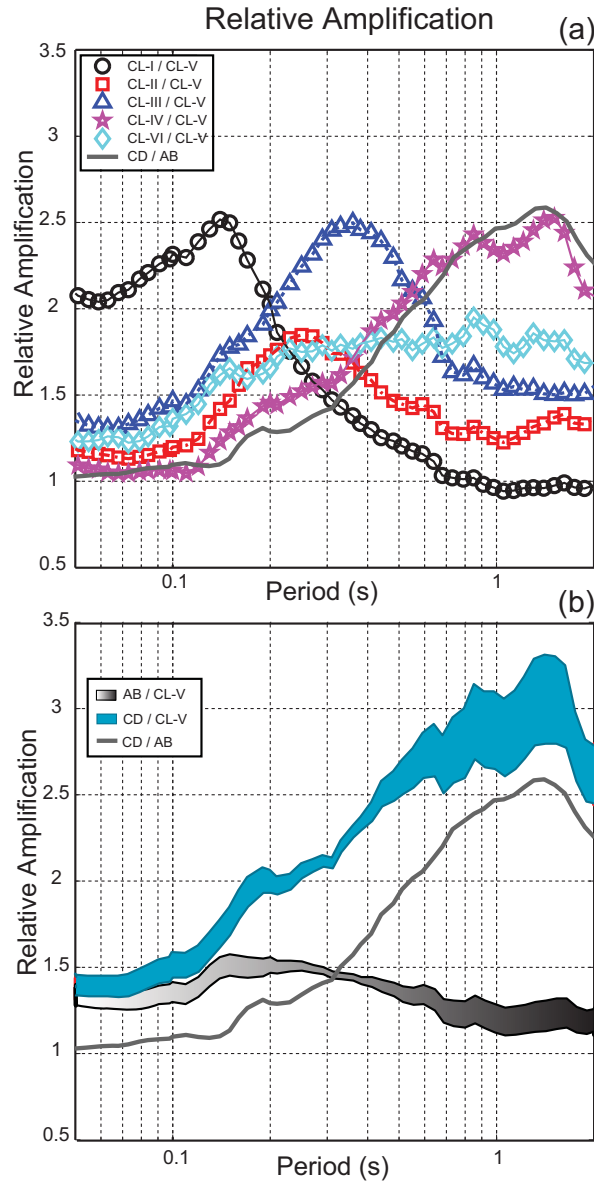 Relative Amplification
(a)
3.5
3
2.5
2
1.5
1
0.5
Relative Amplification
CL-I / CL-V
CL-II / CL-V
CL-III / CL-V
CL-IV / CL-V
CL-VI / CL-V
CD / AB
0.1
1
Period (s)
(b)
3.5
3
2.5
2
1.5
1
0.5
Relative Amplification
AB / CL-V
CD / CL-V
CD / AB
0.1
1
Period (s)